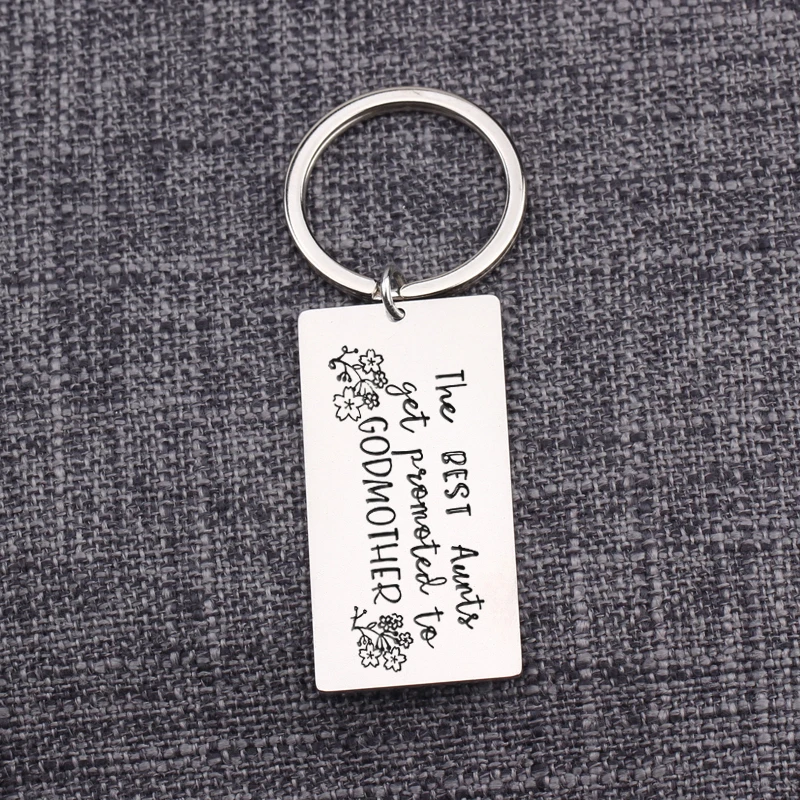 The BEST Aunts
get promoted to
GODMOTHER